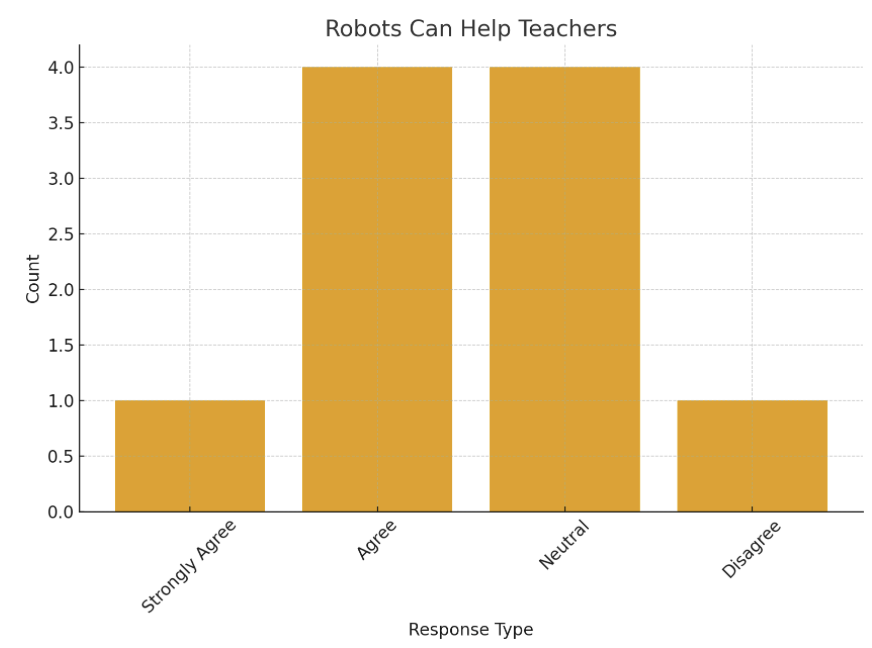 Robots Can Help Teachers
4.0
3.5
3.0
2.5
2.0
1.5
1.0
0.5
0.0
Count
Strongly Agree
Agree
Neutral
Disagree
Response Type